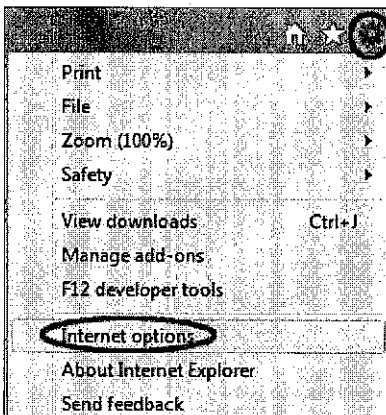 Print
File
Zoom (100%)
Safety
View downloads Ctrl+J
Manage add-ons
F12 developer tools
Internet options
About Internet Explorer
Send feedback